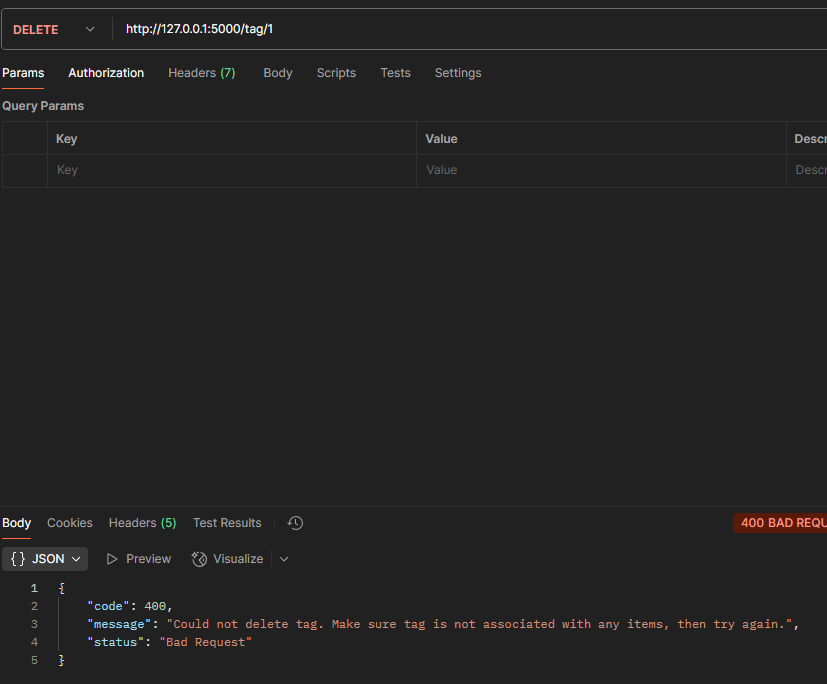 DELETE http://127.0.0.1:5000/tag/1
Params Authorization Headers (7) Body Scripts Tests Settings
Query Params
Key Value Descr
Key Value Descr
Body Cookies Headers (5) Test Results 400 BAD REQU
{} JSON Preview Visualize
1 {
2 "code": 400,
3 "message": "Could not delete tag. Make sure tag is not associated with any items, then try again.",
4 "status": "Bad Request"
5 }